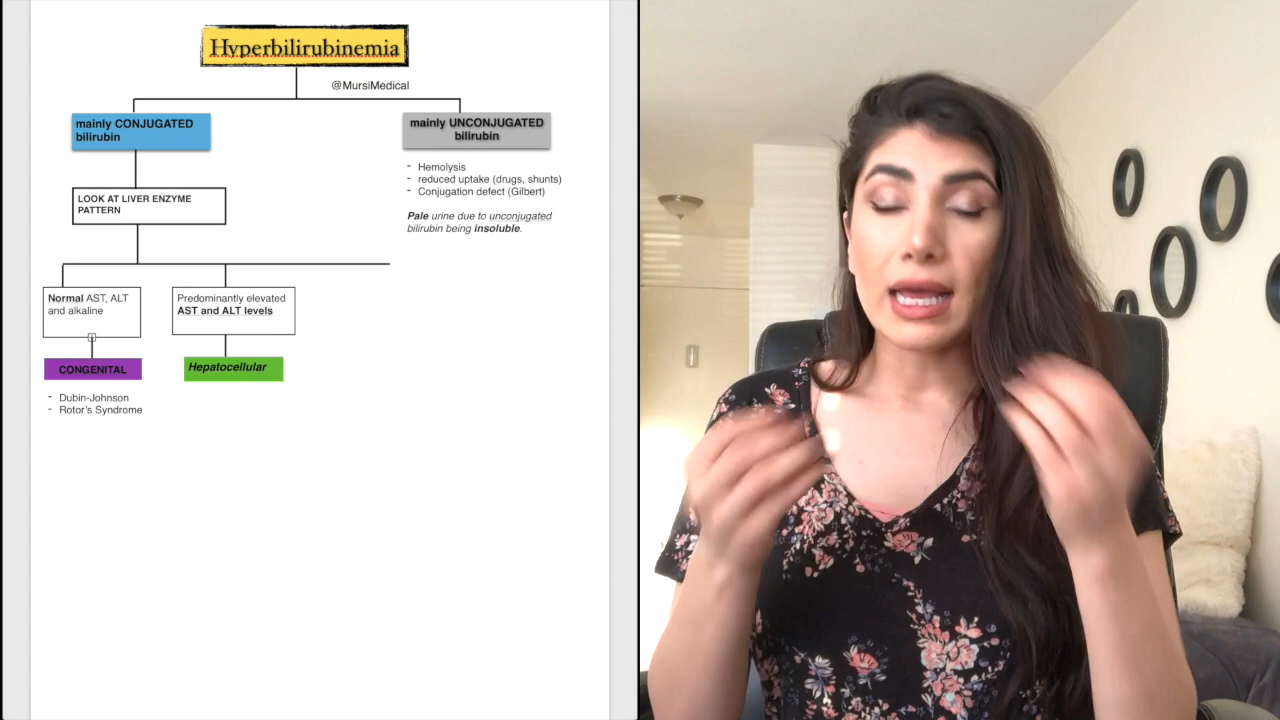 Hyperbilirubinemia
@MursiMedical
mainly CONJUGATED
bilirubin
mainly UNCONJUGATED
bilirubin
- Hemolysis
- reduced uptake (drugs, shunts)
- Conjugation defect (Gilbert)
Pale urine due to unconjugated
bilirubin being insoluble.
LOOK AT LIVER ENZYME
PATTERN
Normal AST, ALT
and alkaline
Predominantly elevated
AST and ALT levels
CONGENITAL
Hepatocellular
- Dubin-Johnson
- Rotor's Syndrome